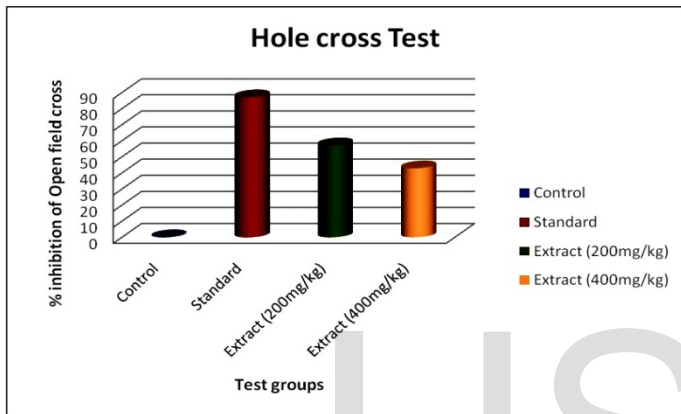 Hole cross Test
% inhibition of Open field cross
90
80
70
60
50
40
30
20
10
0
Control
Standard
Extract (200mg/kg)
Extract (400mg/kg)
Test groups
Control
Standard
Extract (200mg/kg)
Extract (400mg/kg)